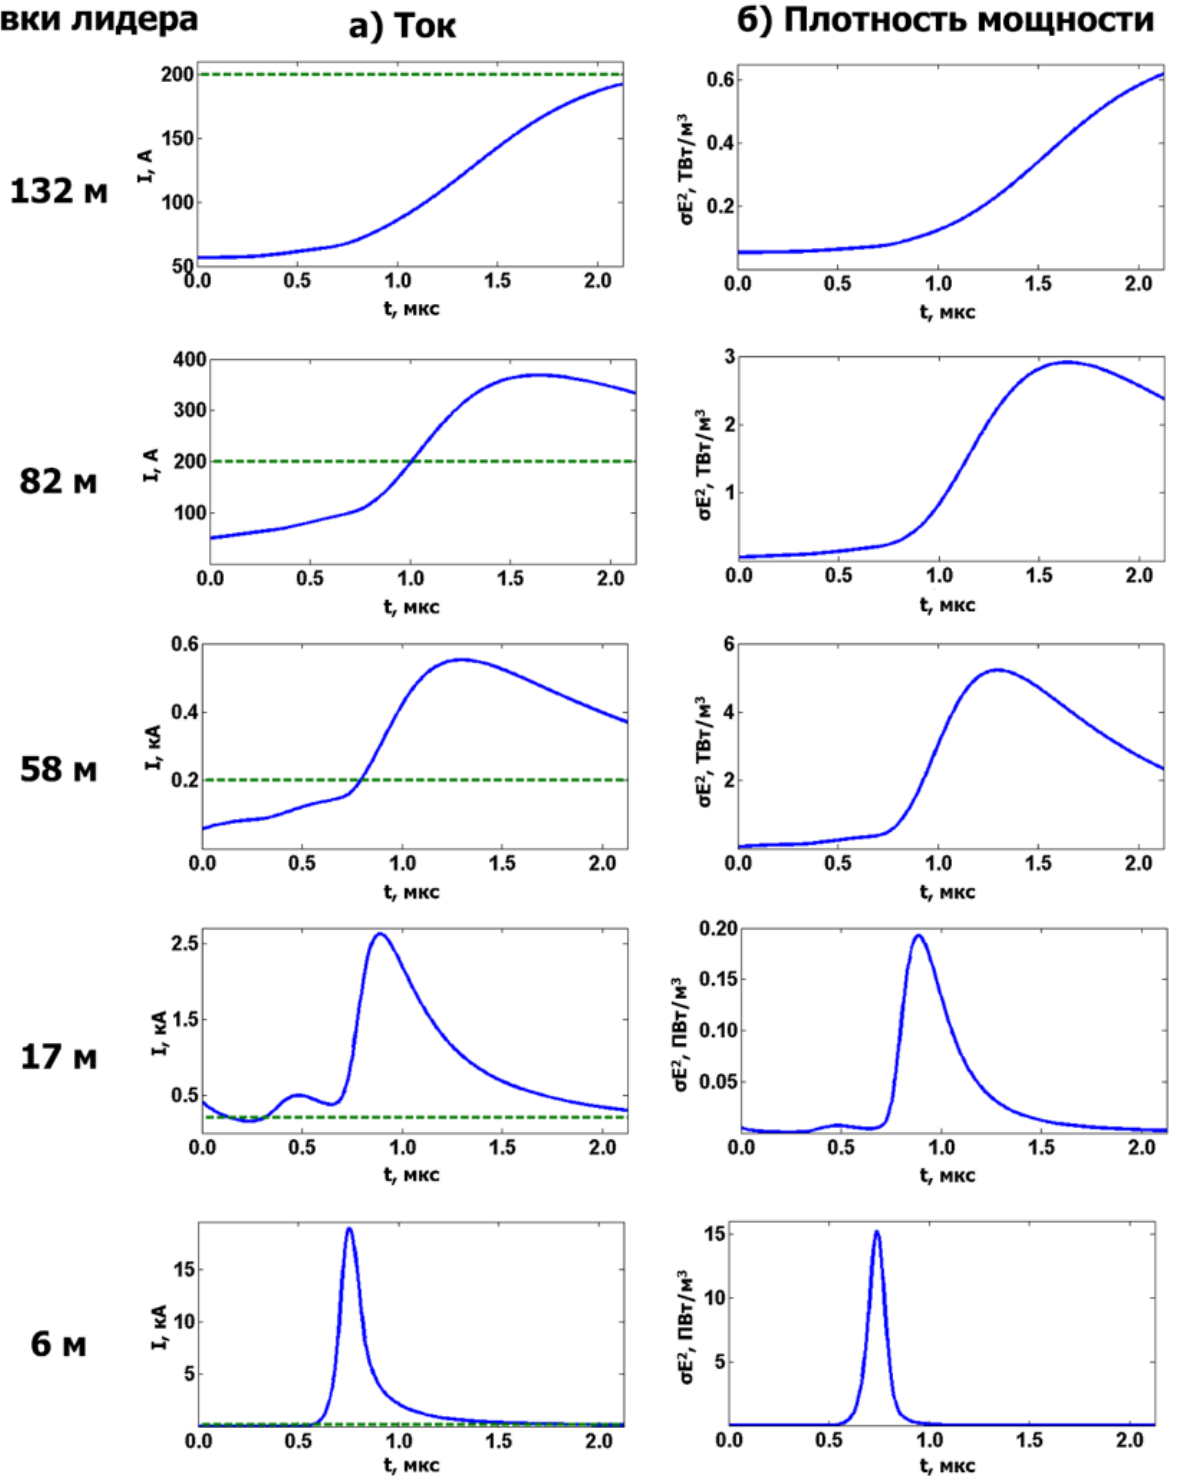 вки лидера
а) Ток
б) Плотность мощности
132 м
I, А
200
150
100
50
0.0 0.5 1.0 1.5 2.0
t, мкс
σE², ТВт/м³
0.6
0.4
0.2
0.0 0.5 1.0 1.5 2.0
t, мкс
82 м
I, А
400
300
200
100
0.0 0.5 1.0 1.5 2.0
t, мкс
σE², ТВт/м³
3
2
1
0.0 0.5 1.0 1.5 2.0
t, мкс
58 м
I, кА
0.6
0.4
0.2
0.0 0.5 1.0 1.5 2.0
t, мкс
σE², ТВт/м³
6
4
2
0.0 0.5 1.0 1.5 2.0
t, мкс
17 м
I, кА
2.5
1.5
0.5
0.0 0.5 1.0 1.5 2.0
t, мкс
σE², ПВт/м³
0.20
0.15
0.10
0.05
0.0 0.5 1.0 1.5 2.0
t, мкс
6 м
I, кА
15
10
5
0.0 0.5 1.0 1.5 2.0
t, мкс
σE², ПВт/м³
15
10
5
0.0 0.5 1.0 1.5 2.0
t, мкс